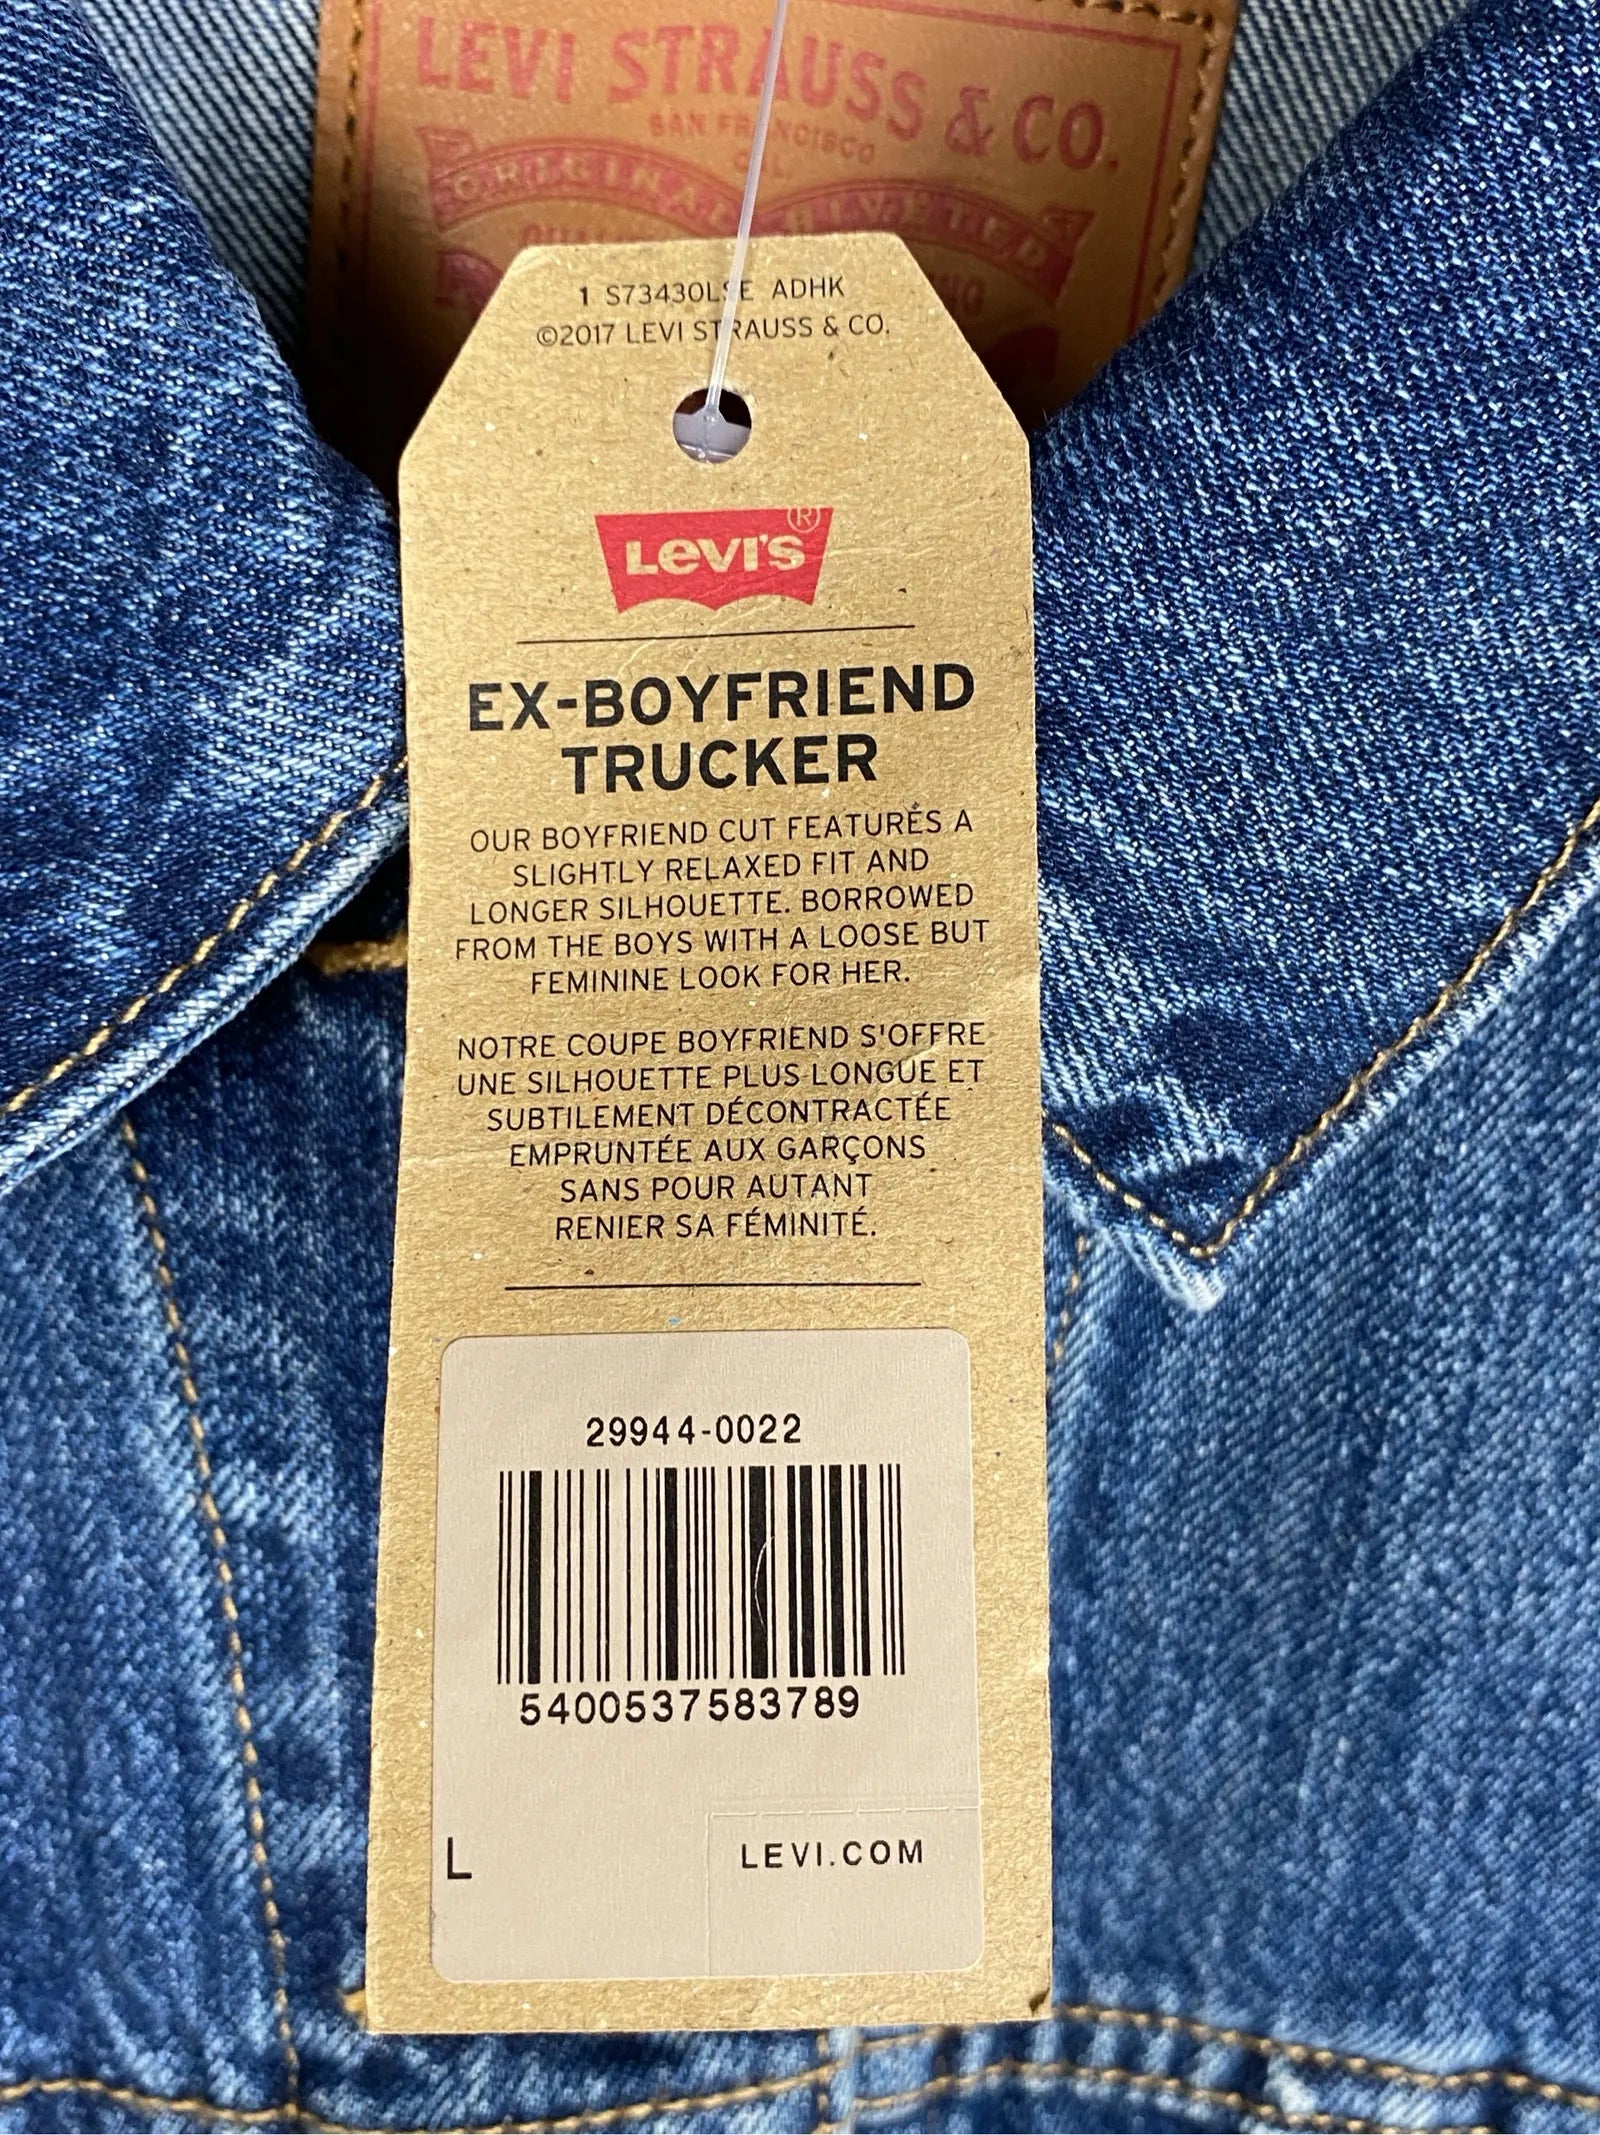 LEVI STRAUSS & CO.
SAN FRANCISCO
CAL
ORIGINAL RIVETED
1 S73430LSE ADHK
©2017 LEVI STRAUSS & CO.
LEVI'S®
EX-BOYFRIEND
TRUCKER
OUR BOYFRIEND CUT FEATURES A
SLIGHTLY RELAXED FIT AND
LONGER SILHOUETTE. BORROWED
FROM THE BOYS WITH A LOOSE BUT
FEMININE LOOK FOR HER.
NOTRE COUPE BOYFRIEND S'OFFRE
UNE SILHOUETTE PLUS LONGUE ET
SUBTILEMENT DÉCONTRACTÉE
EMPRUNTÉE AUX GARÇONS
SANS POUR AUTANT
RENIER SA FÉMINITÉ.
29944-0022
5400537583789
L
LEVI.COM